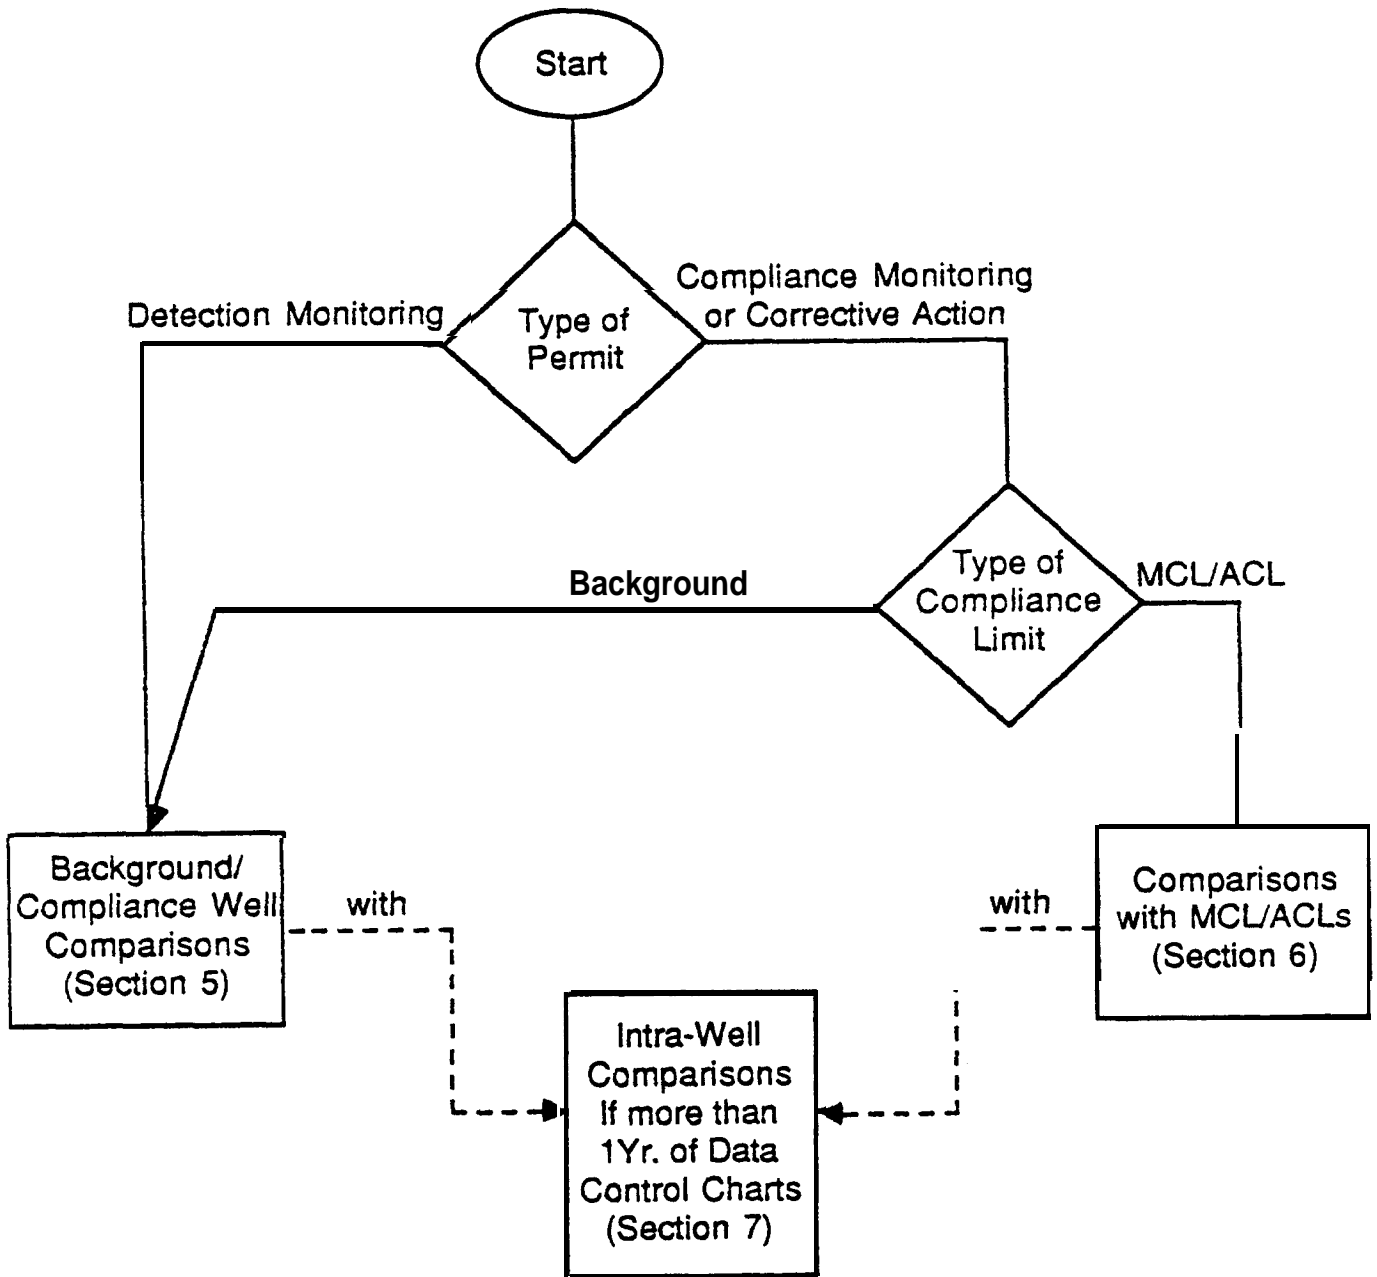 Start
Type of
Permit
Detection Monitoring
Compliance Monitoring
or Corrective Action
Type of
Compliance
Limit
Background
MCL/ACL
Background/
Compliance Well
Comparisons
(Section 5)
with
with
Comparisons
with MCL/ACLs
(Section 6)
Intra-Well
Comparisons
If more than
1Yr. of Data
Control Charts
(Section 7)